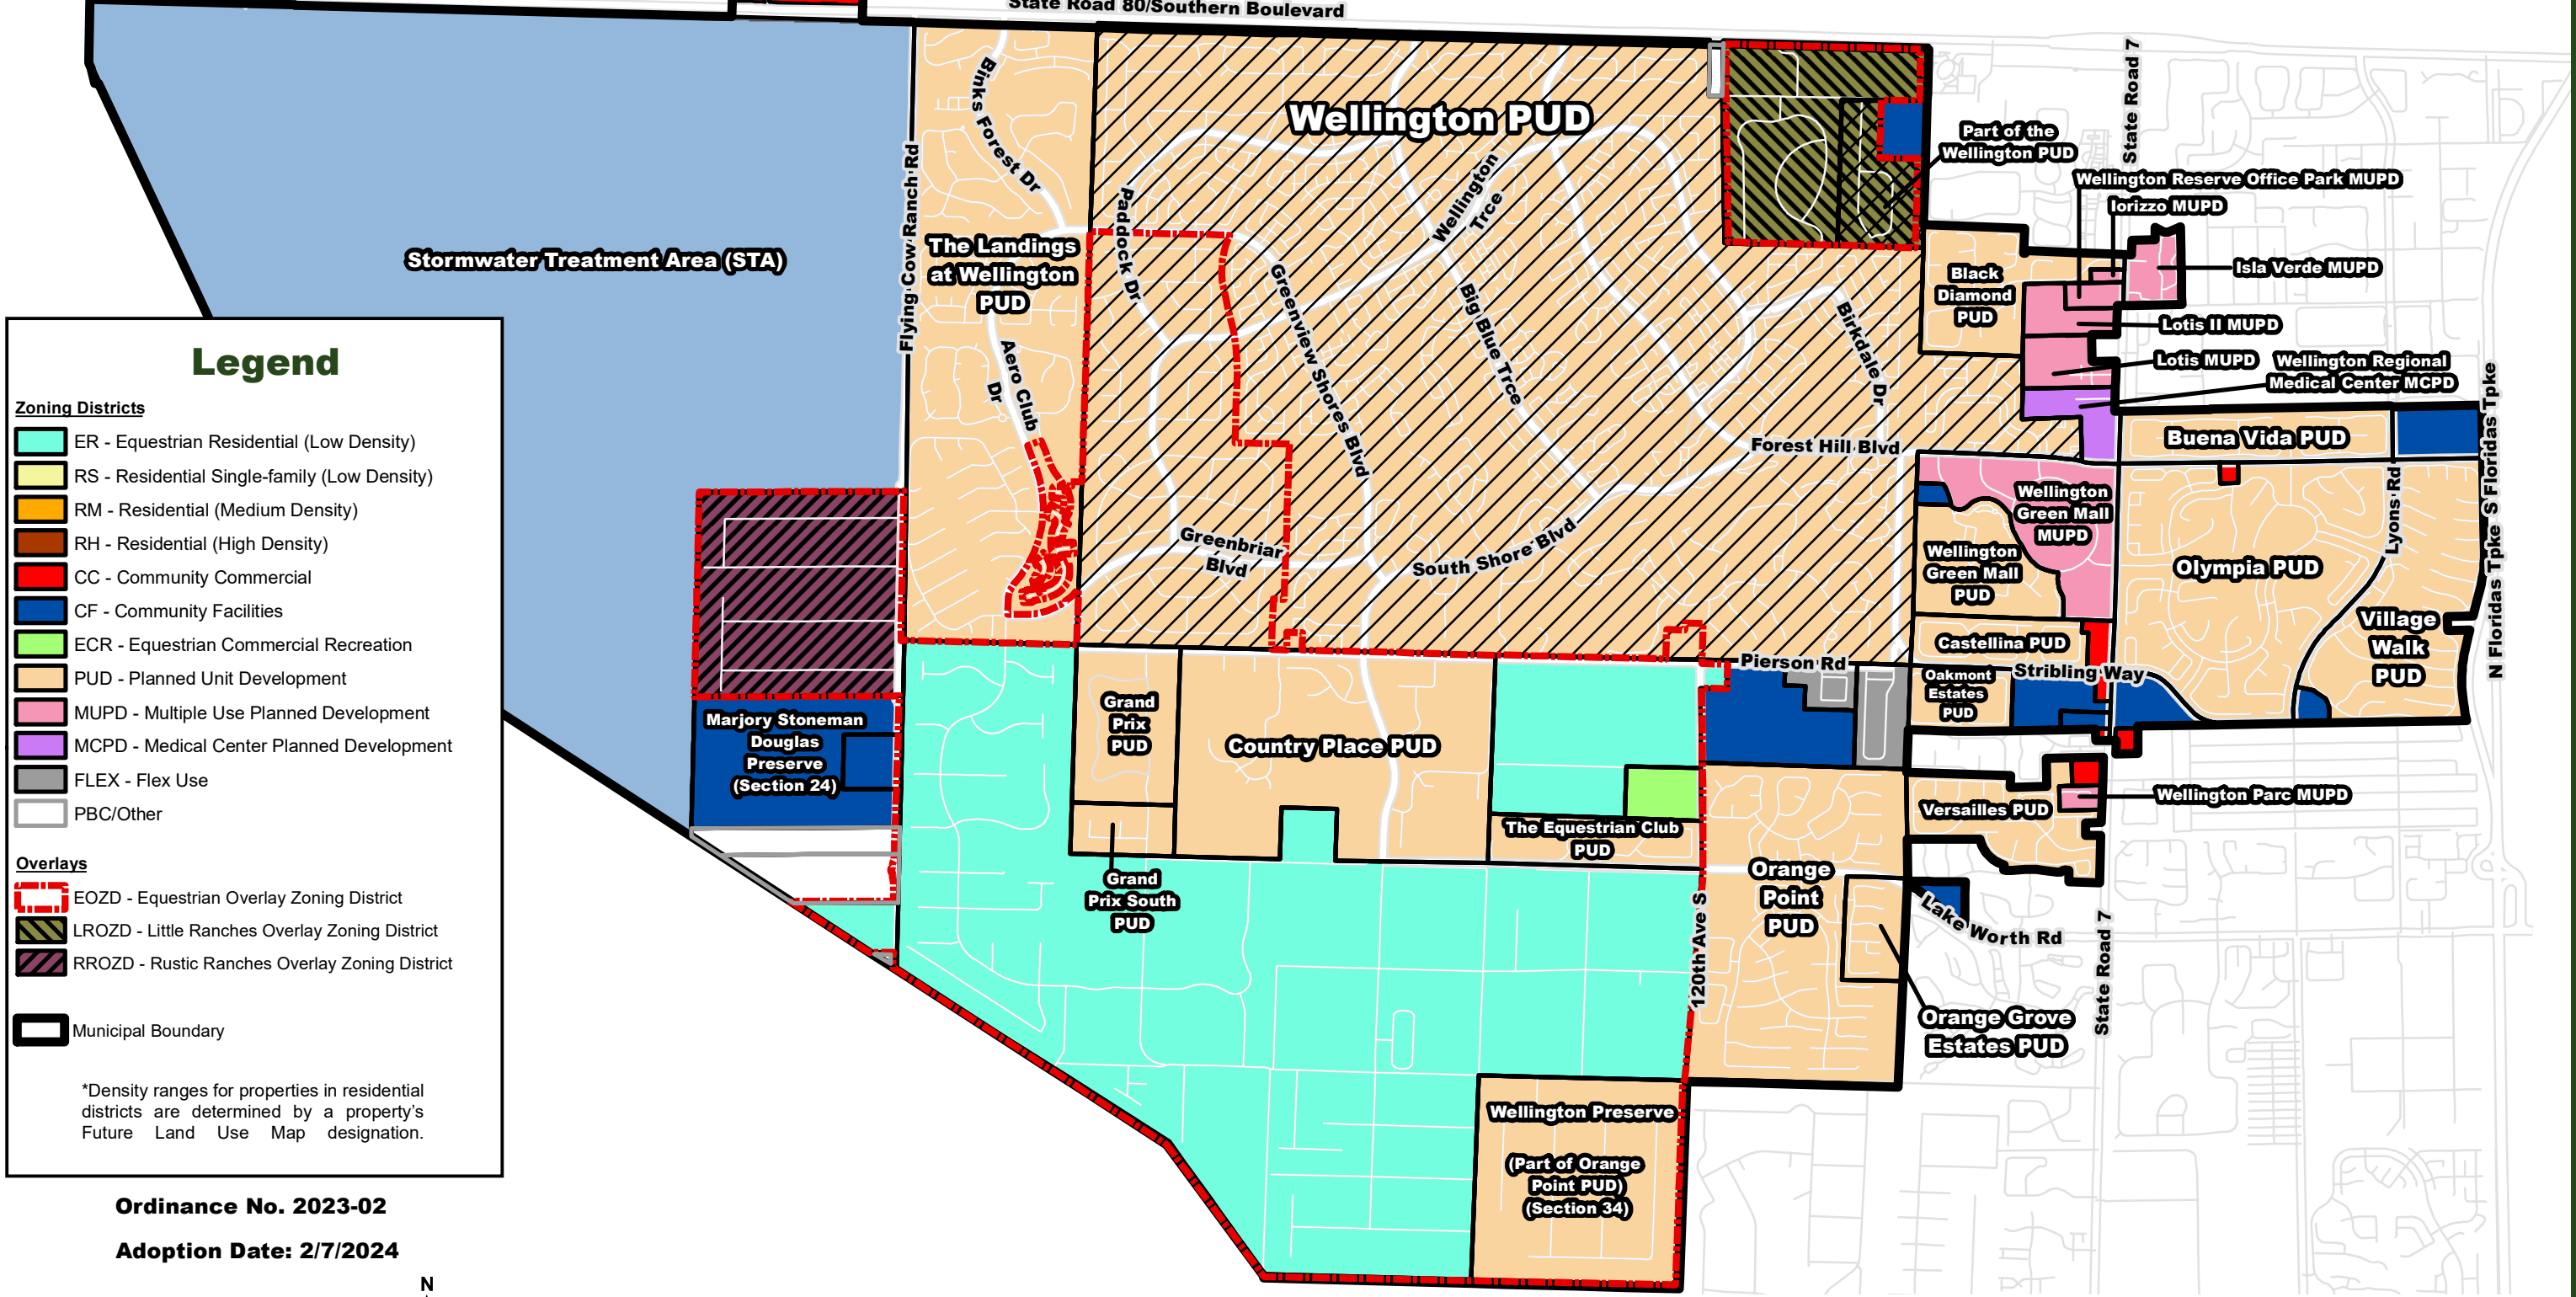 State Road 80/Southern Boulevard
Wellington PUD
Binks Forest Dr
Flying Cow Ranch Rd
Stormwater Treatment Area (STA)
The Landings
at Wellington
PUD
Paddock Dr
Wellington
Trce
Greenview Shores Blvd
Big Blue Trce
Birkdale Dr
Aero Club
Dr
Forest Hill Blvd
Greenbriar
Blvd
South Shore Blvd
State Road 7
Part of the
Wellington PUD
Wellington Reserve Office Park MUPD
Iorizzo MUPD
Isla Verde MUPD
Black
Diamond
PUD
Lotis II MUPD
Lotis MUPD
Wellington Regional
Medical Center MCPD
Buena Vida PUD
Wellington
Green Mall
MUPD
Wellington
Green Mall
PUD
Olympia PUD
Lyons Rd
N Floridas Tpke S Floridas Tpke
Village
Walk
PUD
Castellina PUD
Stribling Way
Oakmont
Estates
PUD
Pierson Rd
Grand
Prix
PUD
Country Place PUD
Marjory Stoneman
Douglas
Preserve
(Section 24)
The Equestrian Club
PUD
Grand
Prix South
PUD
Versailles PUD
Wellington Parc MUPD
Orange
Point
PUD
120th Ave S
Lake Worth Rd
State Road 7
Orange Grove
Estates PUD
Wellington Preserve
(Part of Orange
Point PUD)
(Section 34)
Legend
Zoning Districts
ER - Equestrian Residential (Low Density)
RS - Residential Single-family (Low Density)
RM - Residential (Medium Density)
RH - Residential (High Density)
CC - Community Commercial
CF - Community Facilities
ECR - Equestrian Commercial Recreation
PUD - Planned Unit Development
MUPD - Multiple Use Planned Development
MCPD - Medical Center Planned Development
FLEX - Flex Use
PBC/Other
Overlays
EOZD - Equestrian Overlay Zoning District
LROZD - Little Ranches Overlay Zoning District
RROZD - Rustic Ranches Overlay Zoning District
Municipal Boundary
*Density ranges for properties in residential
districts are determined by a property's
Future Land Use Map designation.
Ordinance No. 2023-02
Adoption Date: 2/7/2024
N